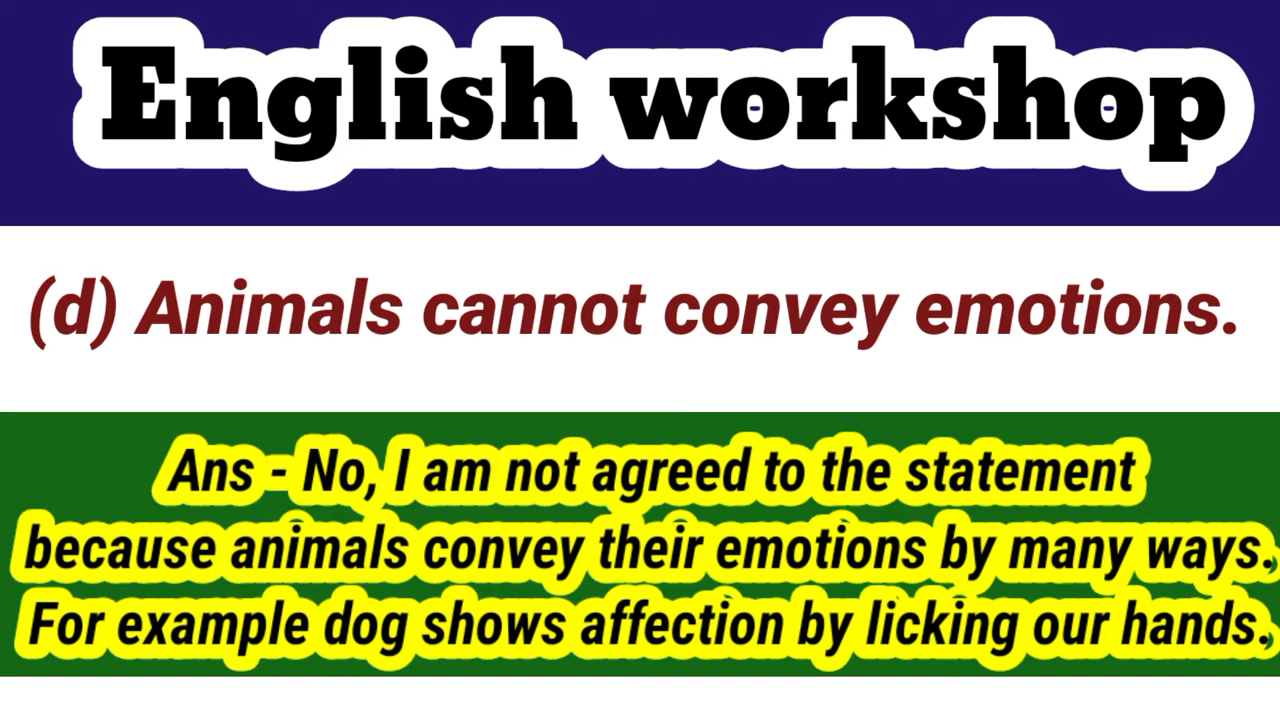 English workshop
(d) Animals cannot convey emotions.
Ans - No, I am not agreed to the statement
because animals convey their emotions by many ways.
For example dog shows affection by licking our hands.